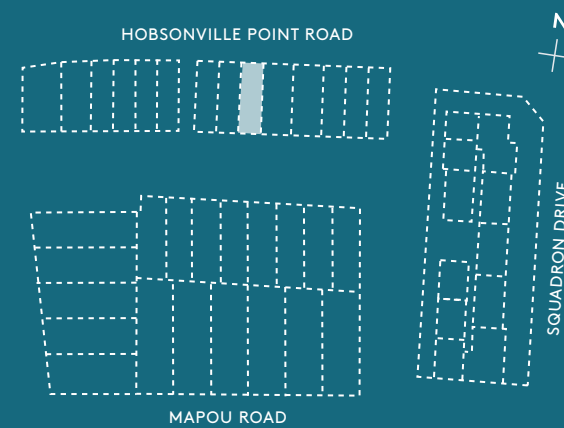 HOBSONVILLE POINT ROAD
N
SQUADRON DRIVE
MAPOU ROAD